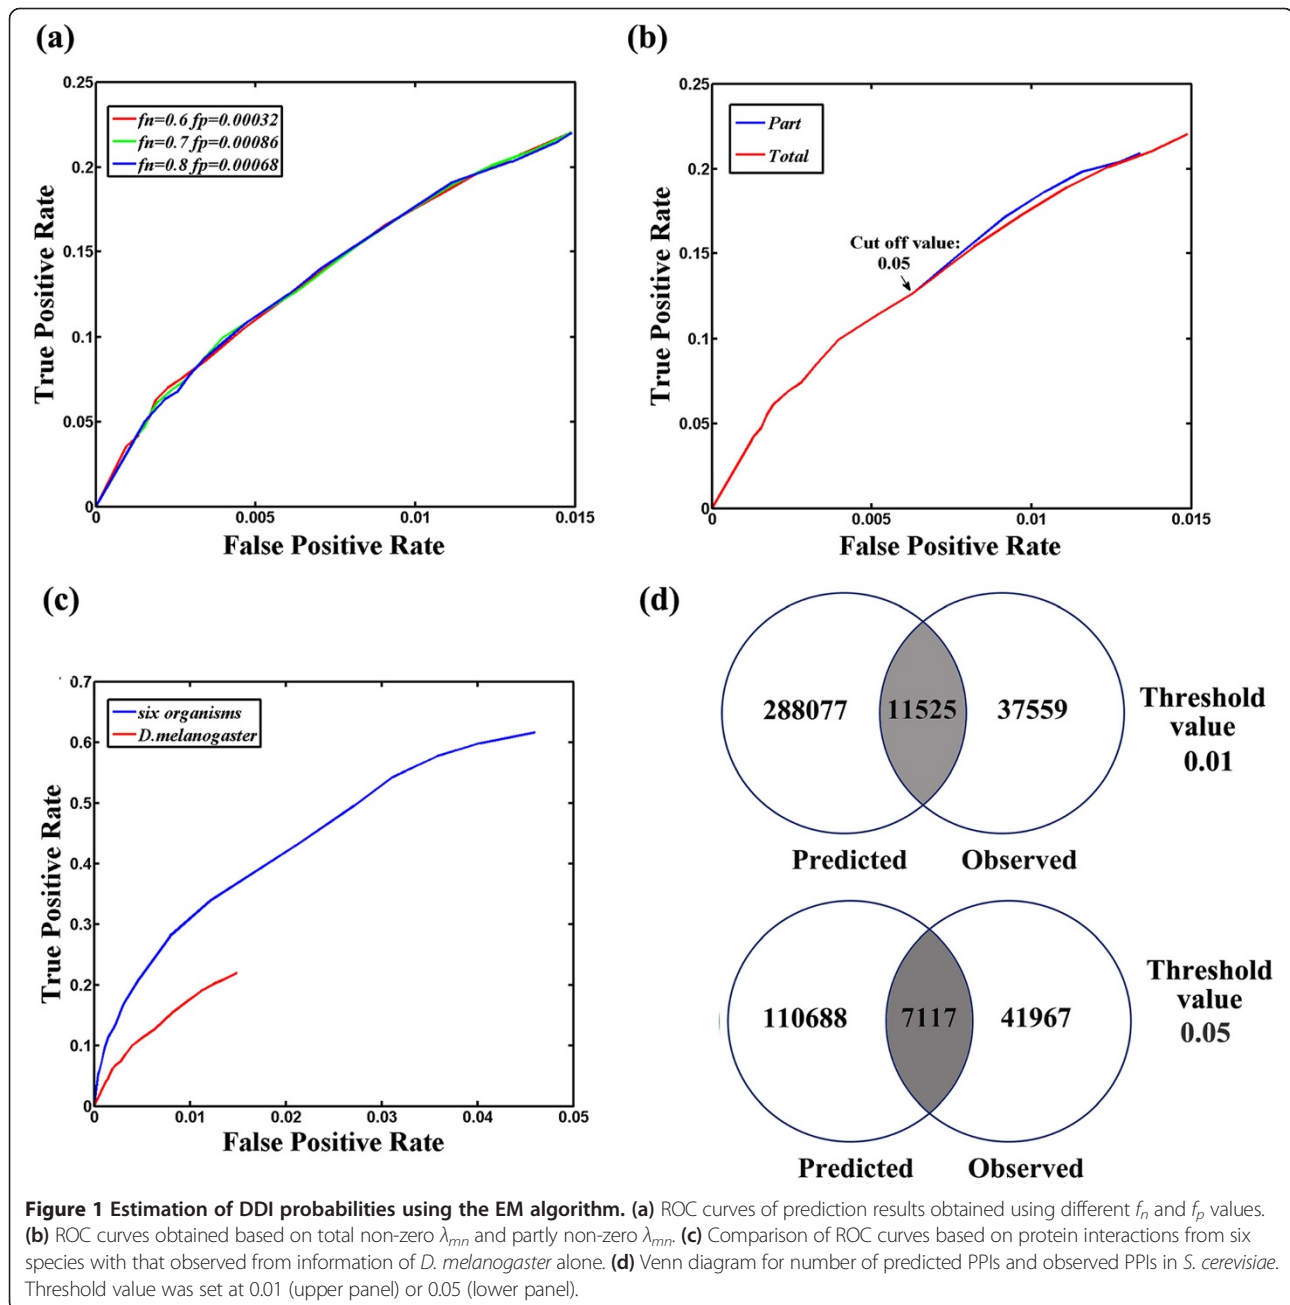 (a)
0.25
0.2
0.15
0.1
0.05
0
0
0.005
0.01
0.015
True Positive Rate
False Positive Rate
fn=0.6 fp=0.00032
fn=0.7 fp=0.00086
fn=0.8 fp=0.00068
(b)
0.25
0.2
0.15
0.1
0.05
0
0
0.005
0.01
0.015
True Positive Rate
False Positive Rate
Part
Total
Cut off value:
0.05
(c)
0.7
0.6
0.5
0.4
0.3
0.2
0.1
0
0
0.01
0.02
0.03
0.04
0.05
True Positive Rate
False Positive Rate
six organisms
D.melanogaster
(d)
288077 11525 37559
Threshold
value
0.01
Predicted Observed
110688 7117 41967
Threshold
value
0.05
Predicted Observed
Figure 1 Estimation of DDI probabilities using the EM algorithm. (a) ROC curves of prediction results obtained using different fn and fp values.
(b) ROC curves obtained based on total non-zero λmn and partly non-zero λmn. (c) Comparison of ROC curves based on protein interactions from six
species with that observed from information of D. melanogaster alone. (d) Venn diagram for number of predicted PPIs and observed PPIs in S. cerevisiae.
Threshold value was set at 0.01 (upper panel) or 0.05 (lower panel).